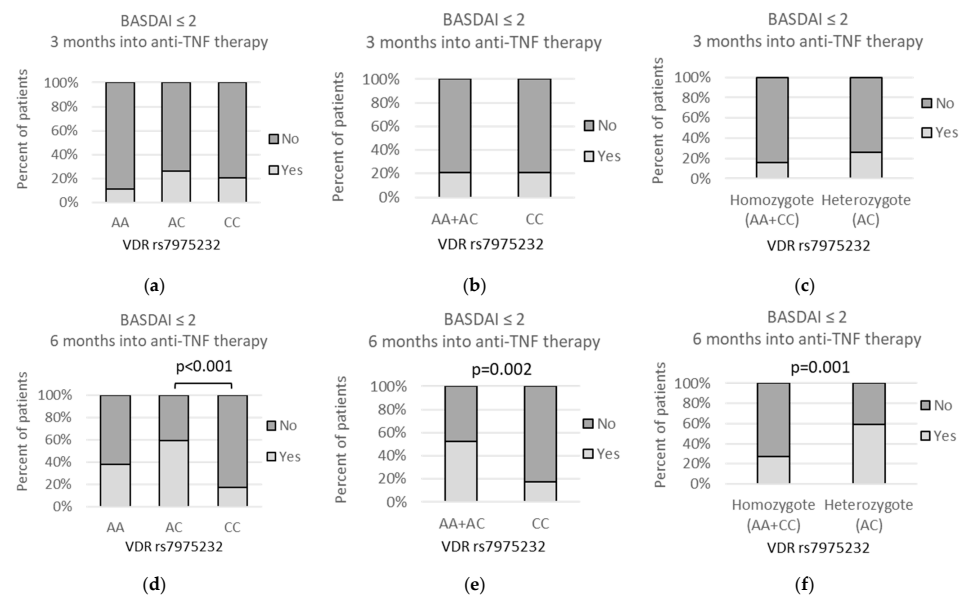 BASDAI ≤ 2
3 months into anti-TNF therapy
Percent of patients
100%
80%
60%
40%
20%
0%
No
Yes
AA AC CC
VDR rs7975232
(a)
BASDAI ≤ 2
3 months into anti-TNF therapy
Percent of patients
100%
80%
60%
40%
20%
0%
No
Yes
AA+AC CC
VDR rs7975232
(b)
BASDAI ≤ 2
3 months into anti-TNF therapy
Percent of patients
100%
80%
60%
40%
20%
0%
No
Yes
Homozygote Heterozygote
(AA+CC) (AC)
VDR rs7975232
(c)
BASDAI ≤ 2
6 months into anti-TNF therapy
p<0.001
Percent of patients
100%
80%
60%
40%
20%
0%
No
Yes
AA AC CC
VDR rs7975232
(d)
BASDAI ≤ 2
6 months into anti-TNF therapy
p=0.002
Percent of patients
100%
80%
60%
40%
20%
0%
No
Yes
AA+AC CC
VDR rs7975232
(e)
BASDAI ≤ 2
6 months into anti-TNF therapy
p=0.001
Percent of patients
100%
80%
60%
40%
20%
0%
No
Yes
Homozygote Heterozygote
(AA+CC) (AC)
VDR rs7975232
(f)